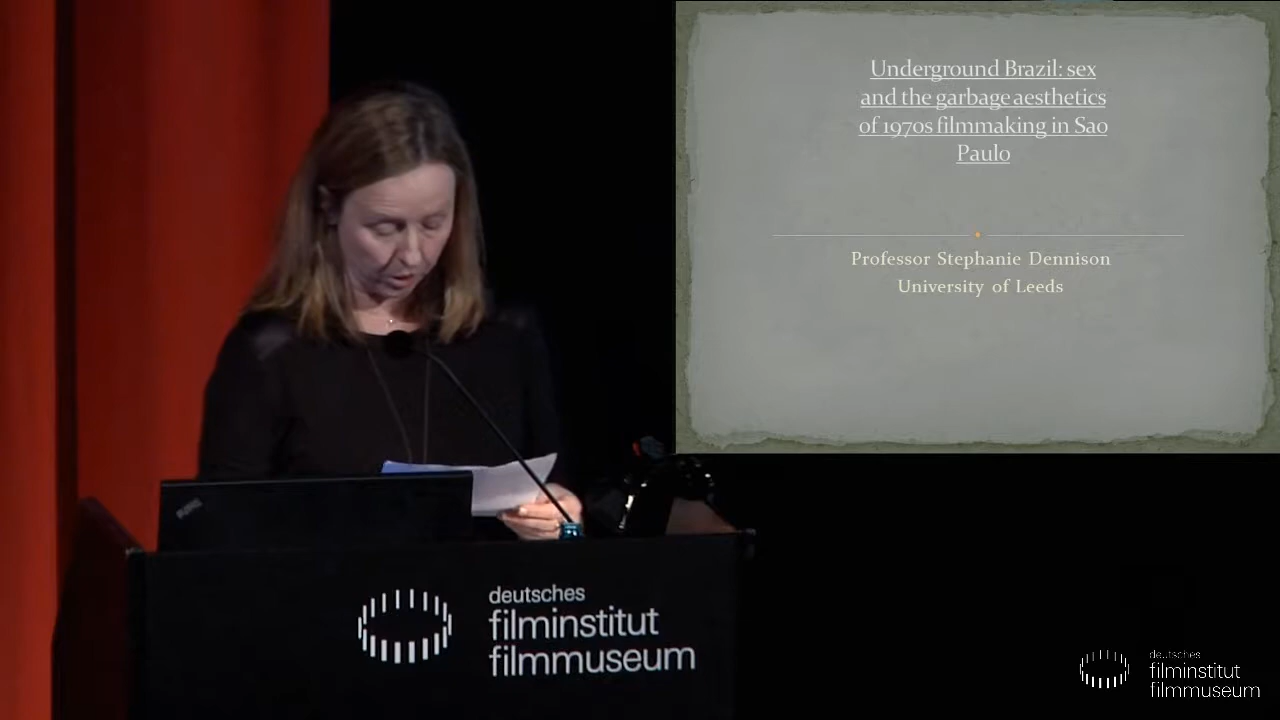 Underground Brazil: sex
and the garbage aesthetics
of 1970s filmmaking in Sao
Paulo
Professor Stephanie Dennison
University of Leeds
deutsches
filminstitut
filmmuseum
deutsches
filminstitut
filmmuseum